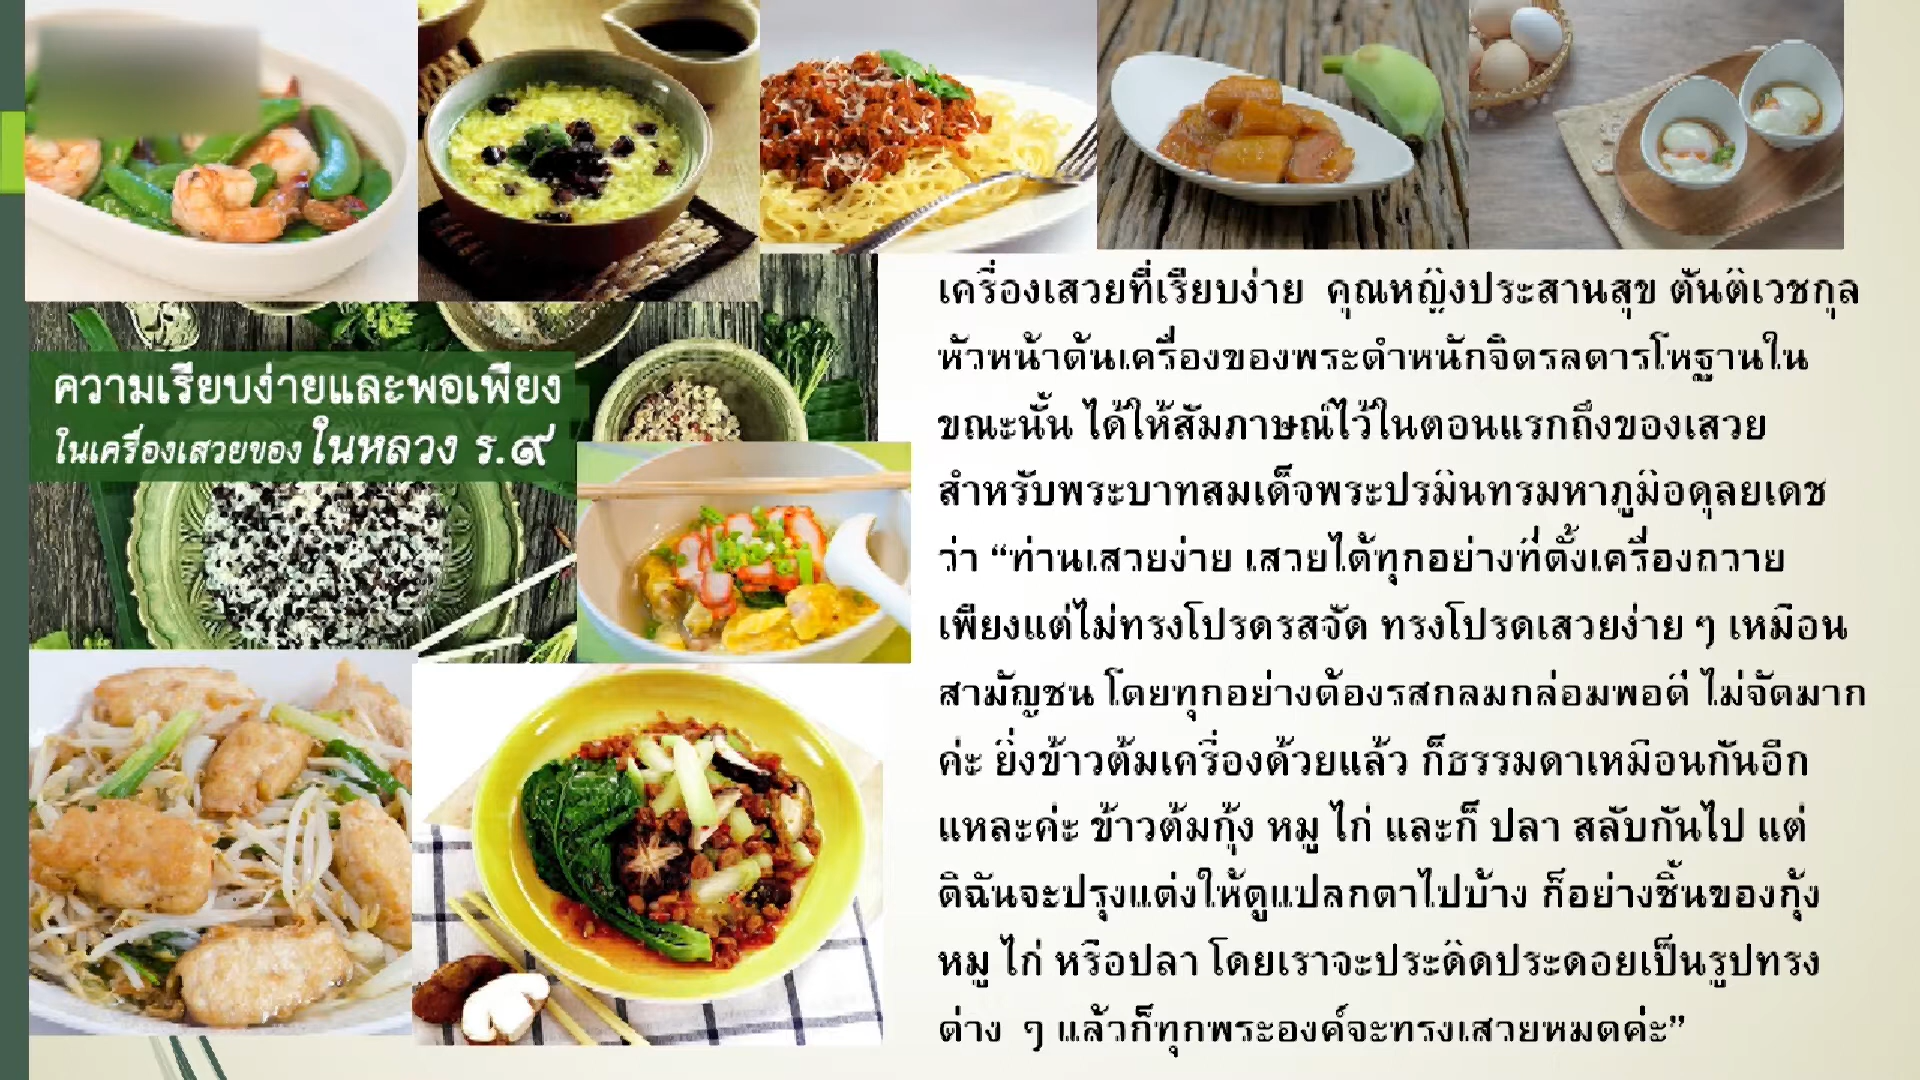 ความเรียบง่ายและพอเพียง
ในเครื่องเสวยของ ในหลวง ร.๙
เครื่องเสวยที่เรียบง่าย คุณหญิงประสานสุข ตันติเวชกุล
หัวหน้าต้นเครื่องของพระตำหนักจิตรลดารโหฐานใน
ขณะนั้น ได้ให้สัมภาษณ์ไว้ในตอนแรกถึงของเสวย
สำหรับพระบาทสมเด็จพระปรมินทรมหาภูมิอดุลยเดช
ว่า “ท่านเสวยง่าย เสวยได้ทุกอย่างที่ตั้งเครื่องถวาย
เพียงแต่ไม่ทรงโปรดรสจัด ทรงโปรดเสวยง่าย ๆ เหมือน
สามัญชน โดยทุกอย่างต้องรสกลมกล่อมพอดี ไม่จัดมาก
ค่ะ ยิ่งข้าวต้มเครื่องด้วยแล้ว ก็ธรรมดาเหมือนกันอีก
แหละค่ะ ข้าวต้มกุ้ง หมู ไก่ และก็ ปลา สลับกันไป แต่
ดิฉันจะปรุงแต่งให้ดูแปลกตาไปบ้าง ก็อย่างชิ้นของกุ้ง
หมู ไก่ หรือปลา โดยเราจะประดิดประดอยเป็นรูปทรง
ต่าง ๆ แล้วก็ทุกพระองค์จะทรงเสวยหมดค่ะ”